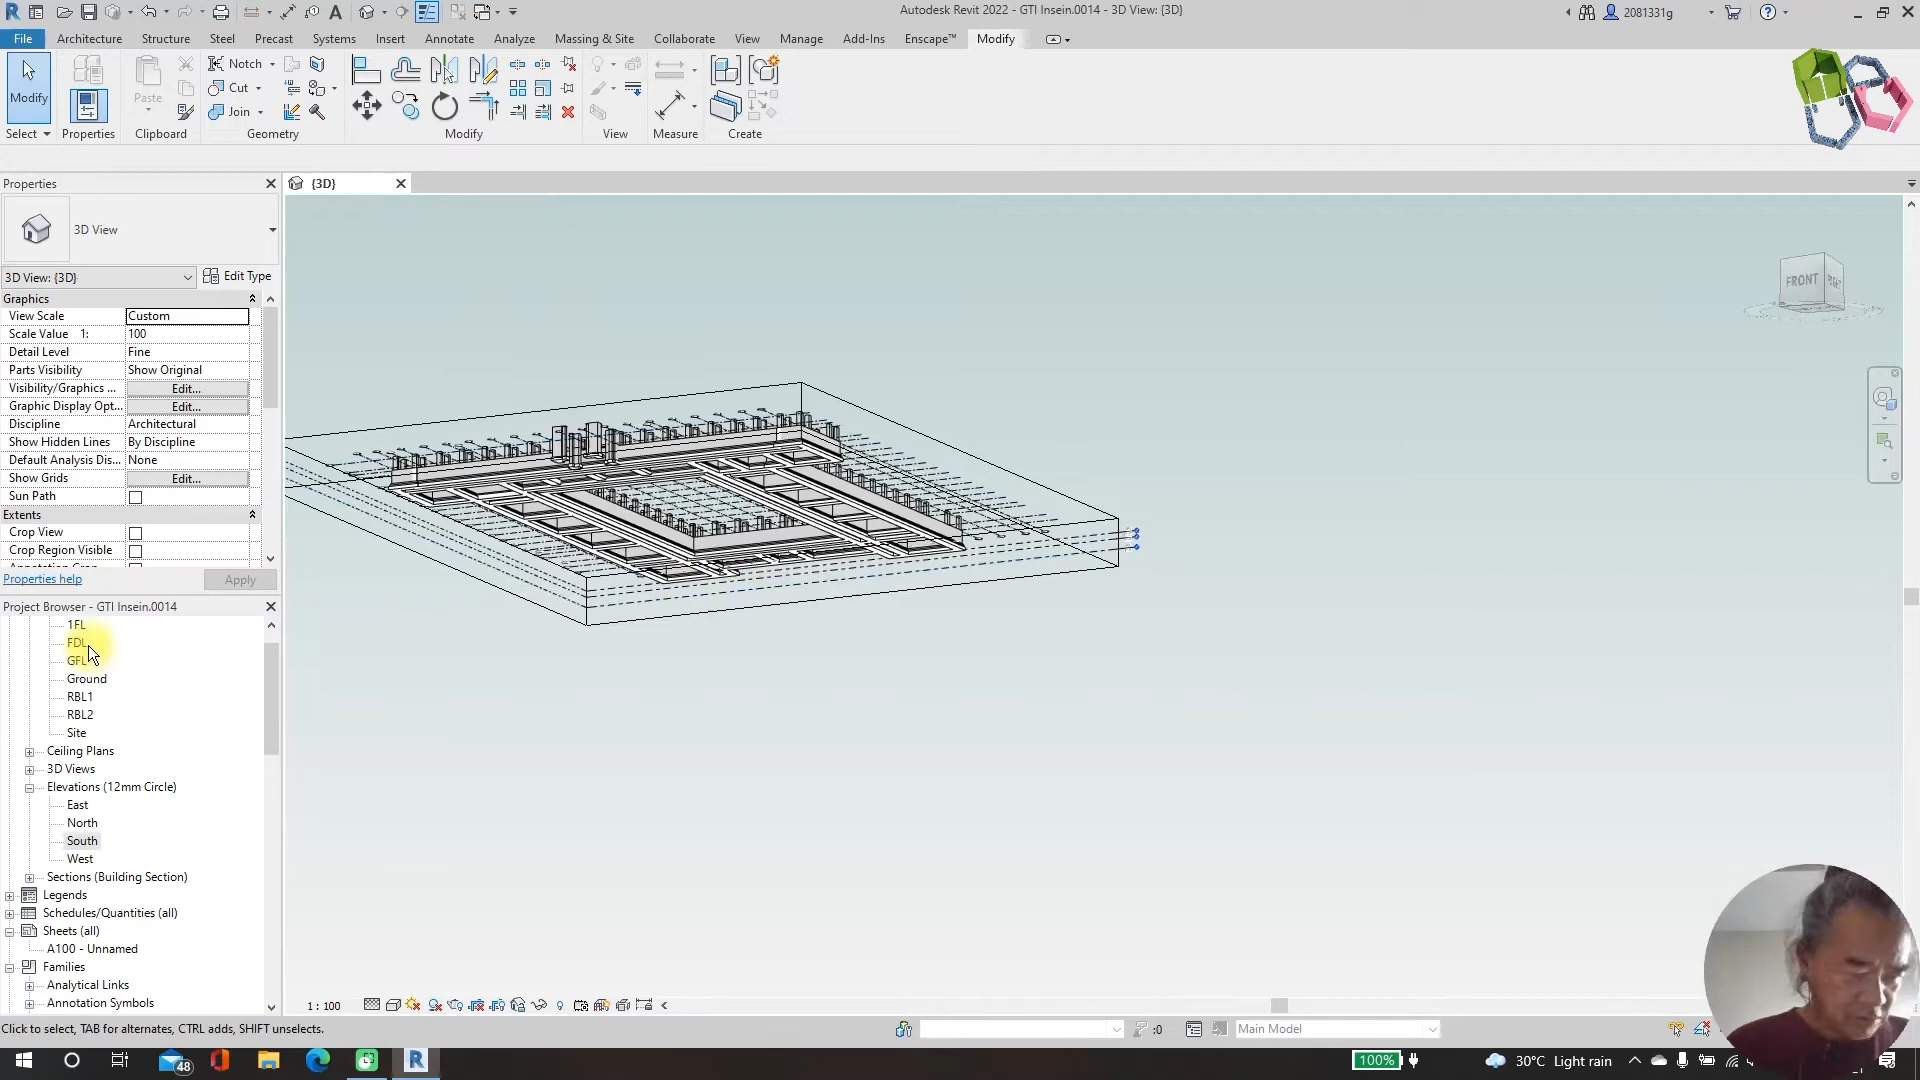 Autodesk Revit 2022 - GTI Insein.0014 - 3D View: {3D}
2081331g
File Architecture Structure Steel Precast Systems Insert Annotate Analyze Massing & Site Collaborate View Manage Add-Ins Enscape™ Modify
Modify
Paste
Notch
Cut
Join
Select Properties Clipboard Geometry Modify View Measure Create
Properties
{3D}
3D View
3D View: {3D}
Edit Type
Graphics
View Scale Custom
Scale Value 1: 100
Detail Level Fine
Parts Visibility Show Original
Visibility/Graphics ... Edit...
Graphic Display Opt... Edit...
Discipline Architectural
Show Hidden Lines By Discipline
Default Analysis Dis... None
Show Grids Edit...
Sun Path
Extents
Crop View
Crop Region Visible
Properties help
Apply
FRONT
Project Browser - GTI Insein.0014
1FL
FDL
GFL
Ground
RBL1
RBL2
Site
Ceiling Plans
3D Views
Elevations (12mm Circle)
East
North
South
West
Sections (Building Section)
Legends
Schedules/Quantities (all)
Sheets (all)
A100 - Unnamed
Families
Analytical Links
Annotation Symbols
1 : 100
Click to select, TAB for alternates, CTRL adds, SHIFT unselects.
:0
Main Model
48
100%
30°C Light rain